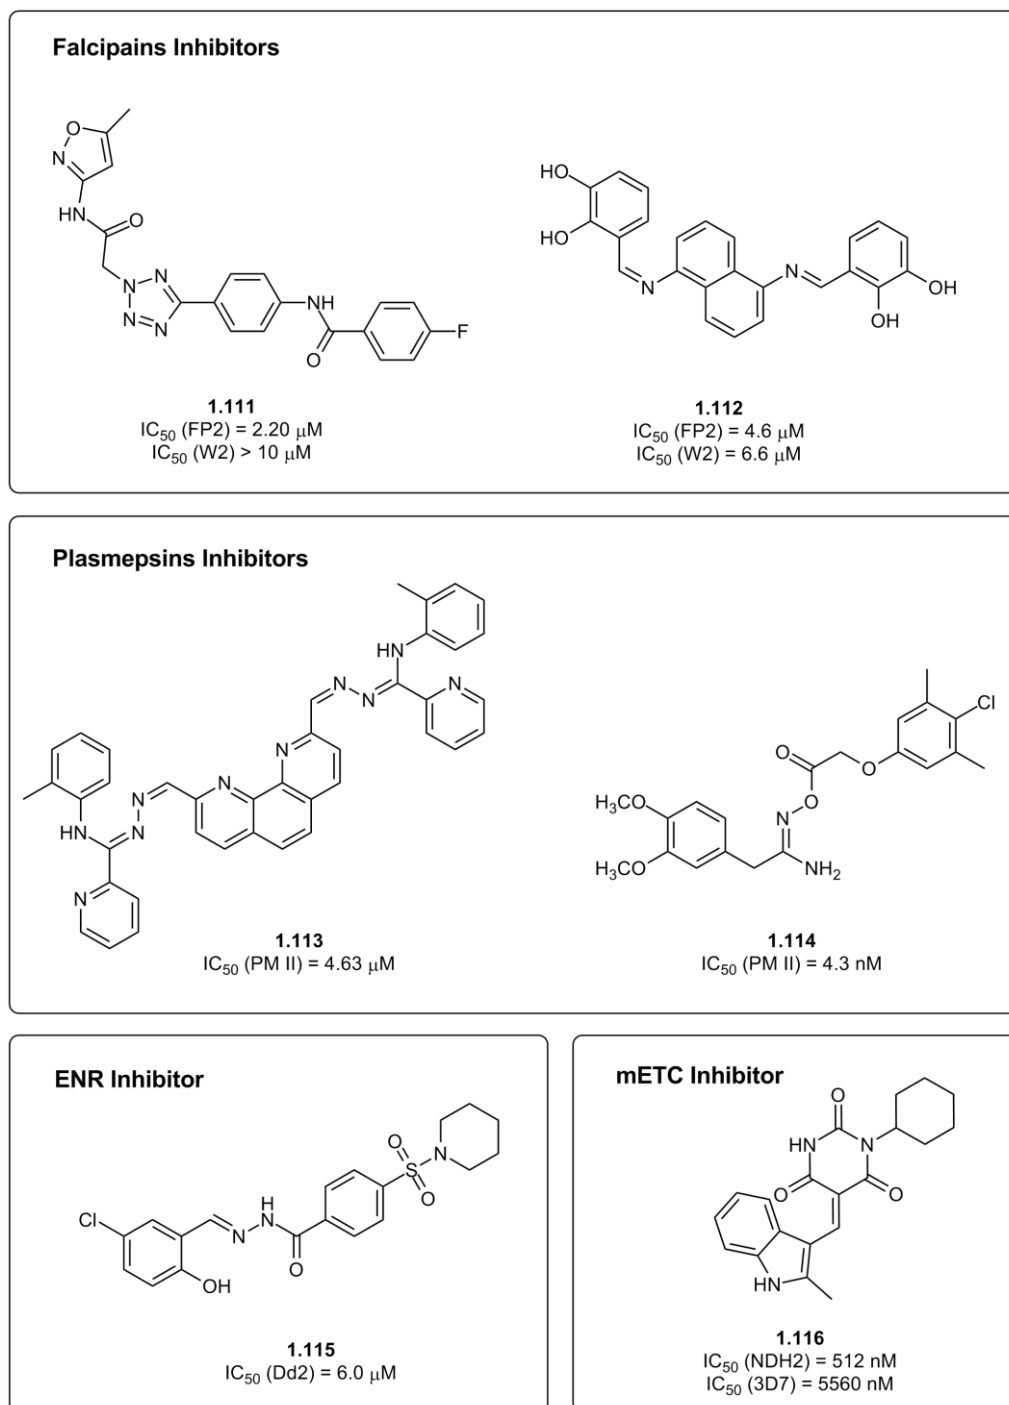 Falcipains Inhibitors
O
N
HN
O
N
N
N
N
NH
O
F
1.111
IC50 (FP2) = 2.20 μM
IC50 (W2) > 10 μM
HO
HO
N
N
OH
OH
1.112
IC50 (FP2) = 4.6 μM
IC50 (W2) = 6.6 μM
Plasmepsins Inhibitors
HN
N
N
N
N
N
N
N
HN
N
1.113
IC50 (PM II) = 4.63 μM
Cl
O
O
O
H3CO
N
H3CO
NH2
1.114
IC50 (PM II) = 4.3 nM
ENR Inhibitor
O
N
S
O
Cl
H
N
N
O
OH
1.115
IC50 (Dd2) = 6.0 μM
mETC Inhibitor
O
HN
N
O
O
HN
1.116
IC50 (NDH2) = 512 nM
IC50 (3D7) = 5560 nM